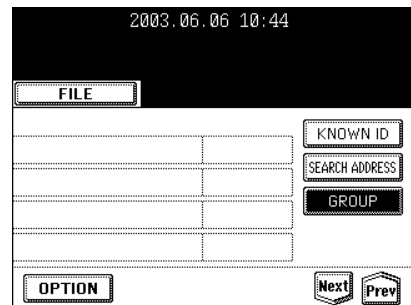 2003.06.06 10:44
FILE
KNOWN ID
SEARCH ADDRESS
GROUP
OPTION
Next
Prev